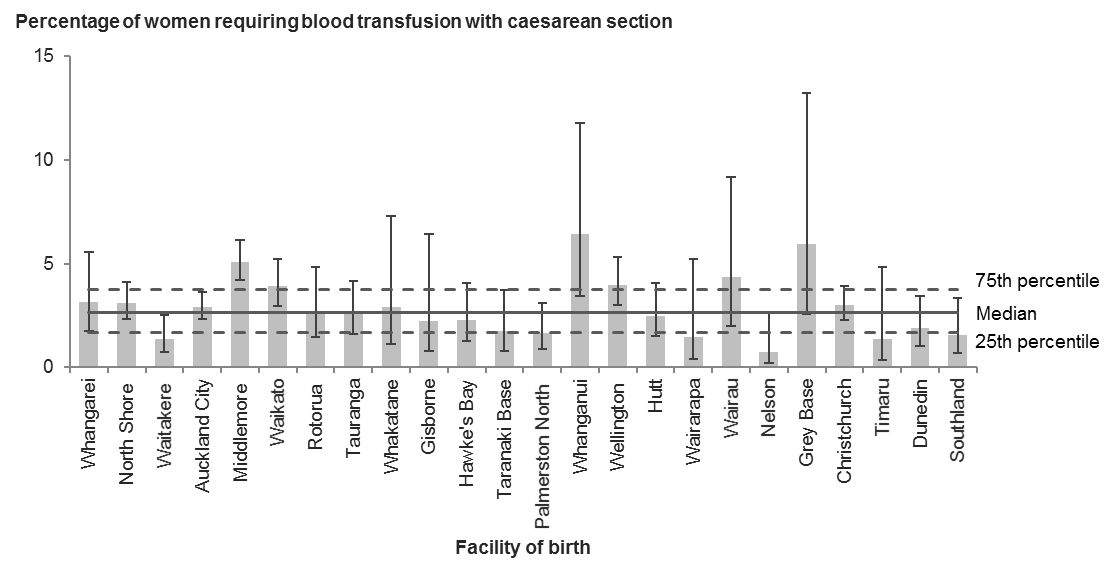 Percentage of women requiring blood transfusion with caesarean section
15
10
5
0
75th percentile
Median
25th percentile
Whangarei
North Shore
Waitakere
Auckland City
Middlemore
Waikato
Rotorua
Tauranga
Whakatane
Gisborne
Hawke's Bay
Taranaki Base
Palmerston North
Whanganui
Wellington
Hutt
Wairarapa
Wairau
Nelson
Grey Base
Christchurch
Timaru
Dunedin
Southland
Facility of birth